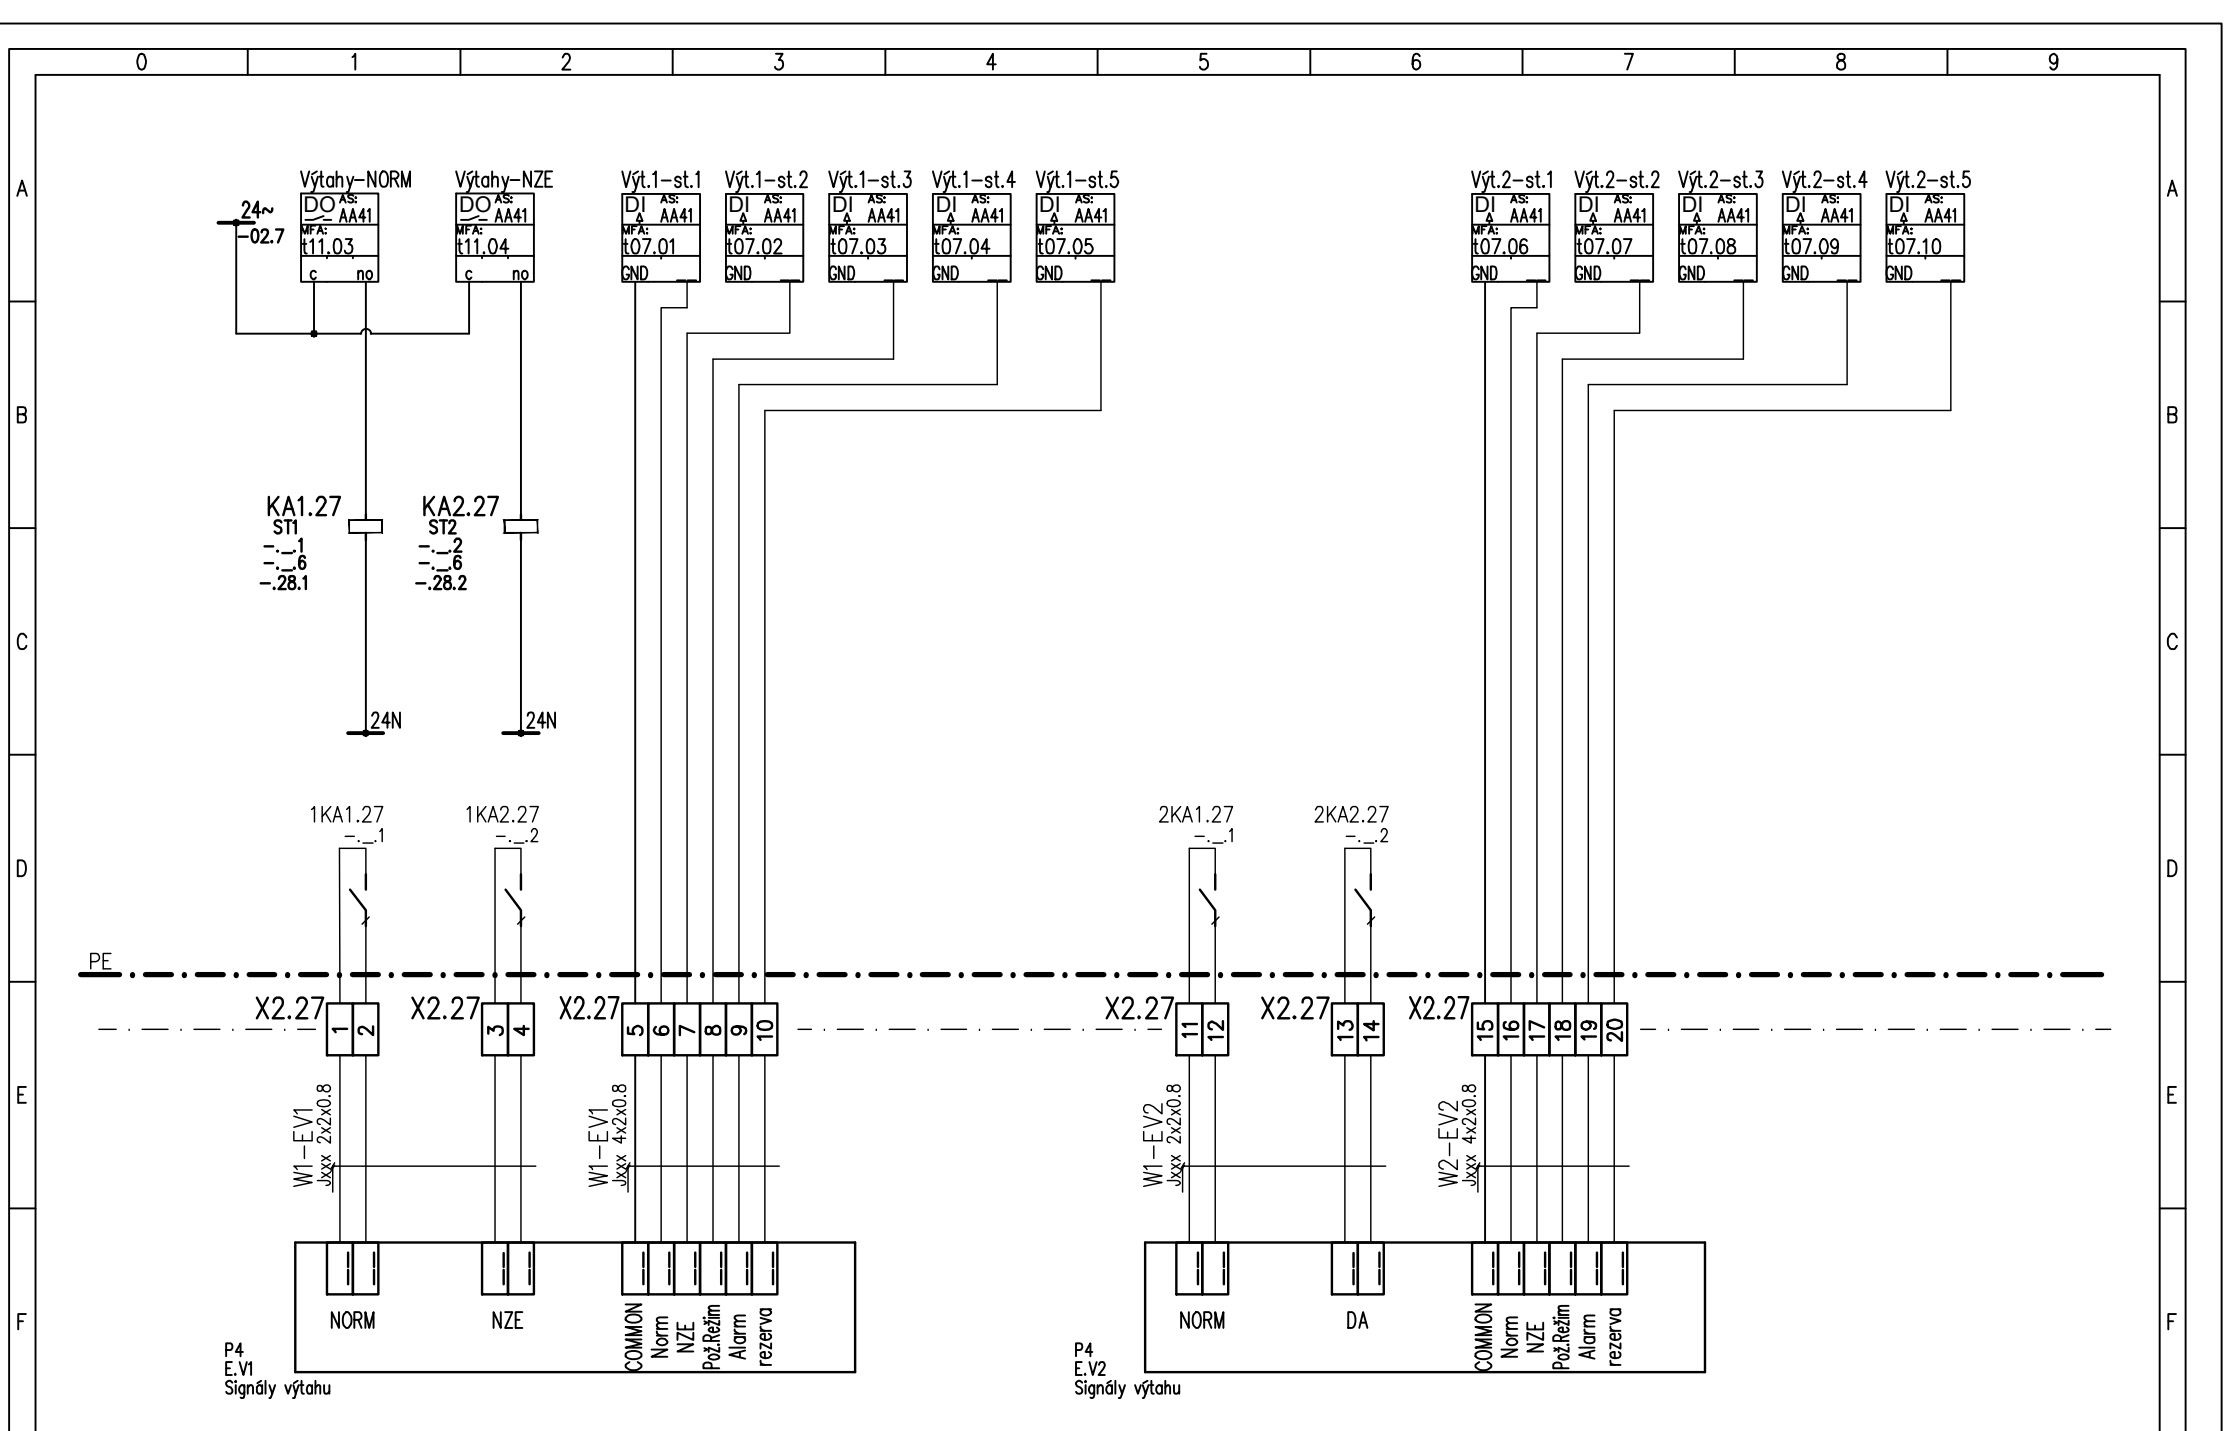 0 1 2 3 4 5 6 7 8 9
A A
Výtahy-NORM Výtahy-NZE Výt.1-st.1 Výt.1-st.2 Výt.1-st.3 Výt.1-st.4 Výt.1-st.5 Výt.2-st.1 Výt.2-st.2 Výt.2-st.3 Výt.2-st.4 Výt.2-st.5
DO AS: DO AS: DI AS: DI AS: DI AS: DI AS: DI AS: DI AS: DI AS: DI AS: DI AS: DI AS:
24~ AA41 AA41 AA41 AA41 AA41 AA41 AA41 AA41 AA41 AA41 AA41 AA41
-02.7 MFA: MFA: MFA: MFA: MFA: MFA: MFA: MFA: MFA: MFA: MFA: MFA:
t11.03 t11.04 t07.01 t07.02 t07.03 t07.04 t07.05 t07.06 t07.07 t07.08 t07.09 t07.10
c no c no GND __ GND __ GND __ GND __ GND __ GND __ GND __ GND __ GND __ GND __
B B
KA1.27 KA2.27
ST1 ST2
-._.1 -._.2
-._.6 -._.6
-.28.1 -.28.2
C C
24N 24N
1KA1.27 1KA2.27 2KA1.27 2KA2.27
-._.1 -._.2 -._.1 -._.2
D D
PE
X2.27 1 2 X2.27 3 4 X2.27 5 6 7 8 9 10 X2.27 11 12 X2.27 13 14 X2.27 15 16 17 18 19 20
E E
W1-EV1
Jxxx 2x2x0.8
W1-EV1
Jxxx 4x2x0.8
W1-EV2
Jxxx 2x2x0.8
W2-EV2
Jxxx 4x2x0.8
F F
NORM NZE
COMMON
Norm
NZE
Pož.Režim
Alarm
rezerva
NORM DA
COMMON
Norm
NZE
Pož.Režim
Alarm
rezerva
P4
E.V1
Signály výtahu
P4
E.V2
Signály výtahu